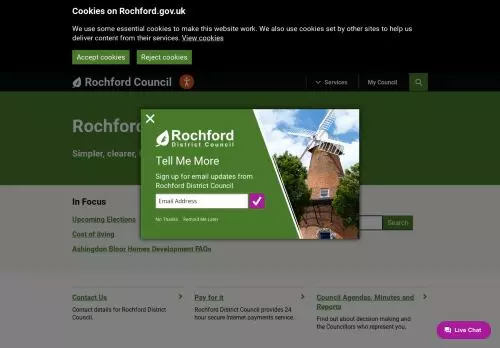 Cookies on Rochford.gov.uk
We use some essential cookies to make this website work. We also use cookies set by other sites to help us
deliver content from their services. View cookies
Accept cookies
Reject cookies
Rochford Council
Services
My Council
Rochford
Simpler, clearer,
Rochford
District Council
Tell Me More
Sign up for email updates from
Rochford District Council
Email Address
No Thanks
Remind Me Later
In Focus
Upcoming Elections
Cost of living
Ashingdon Bloor Homes Development FAQs
Search
Contact Us
Contact details for Rochford District
Council.
Pay for it
Rochford District Council provides 24
hour secure Internet payments service.
Council Agendas, Minutes and
Reports
Find out about decision-making and
the Councillors who represent you.
Live Chat